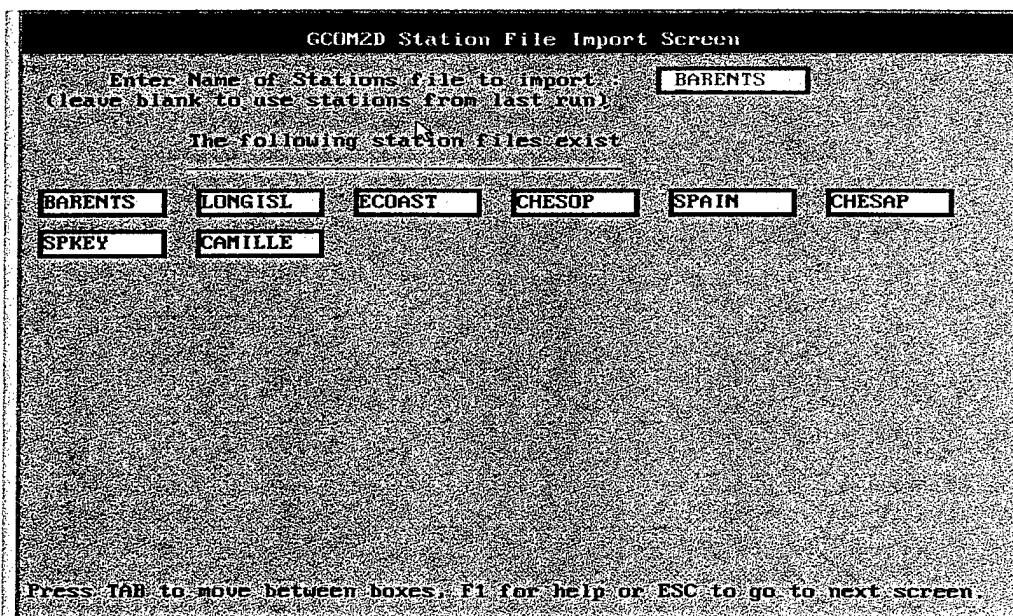 GCOM2D Station File Import Screen
Enter Name of Stations file to import : BARENTS
(leave blank to use stations from last run)
The following station files exist
BARENTS LONGISL ECOAST CHESOP SPAIN CHESAP
SPKEY CAMILLE
Press TAB to move between boxes, F1 for help or ESC to go to next screen.